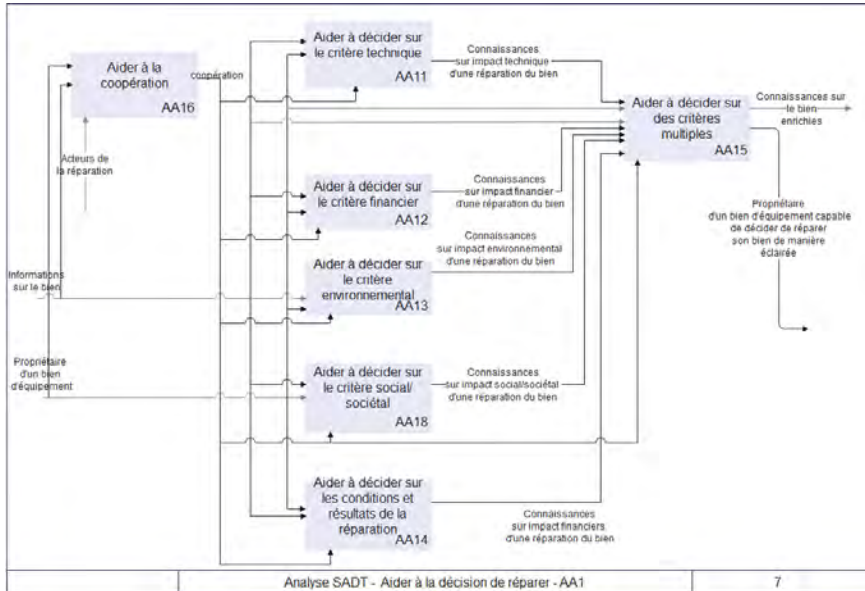 Aider à la
coopération
AA16
coopération
Acteurs de
la réparation
Informations
sur le bien
Propriétaire
d'un bien
d'équipement
Aider à décider sur
le critère technique
AA11
Connaissances
sur impact technique
d'une réparation du bien
Aider à décider sur
le critère financier
AA12
Connaissances
sur impact financier
d'une réparation du bien
Aider à décider sur
le critère
environnemental
AA13
Connaissances
sur impact environnemental
d'une réparation du bien
Aider à décider sur
le critère social/
sociétal
AA18
Connaissances
sur impact social/sociétal
d'une réparation du bien
Aider à décider sur
les conditions et
résultats de la
réparation
AA14
Connaissances
sur impact financiers
d'une réparation du bien
Aider à décider sur
des critères
multiples
AA15
Connaissances sur
le bien
enrichies
Propriétaire
d'un bien d'équipement capable
de décider de réparer
son bien de manière
éclairée
Analyse SADT - Aider à la décision de réparer - AA1
7